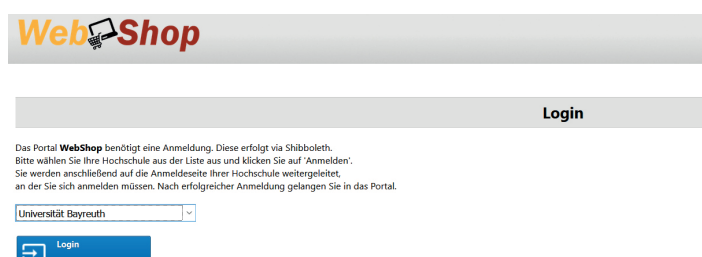 WebShop
Login
Das Portal WebShop benötigt eine Anmeldung. Diese erfolgt via Shibboleth.
Bitte wählen Sie Ihre Hochschule aus der Liste aus und klicken Sie auf 'Anmelden'.
Sie werden anschließend auf die Anmeldeseite Ihrer Hochschule weitergeleitet,
an der Sie sich anmelden müssen. Nach erfolgreicher Anmeldung gelangen Sie in das Portal.
Universität Bayreuth
Login